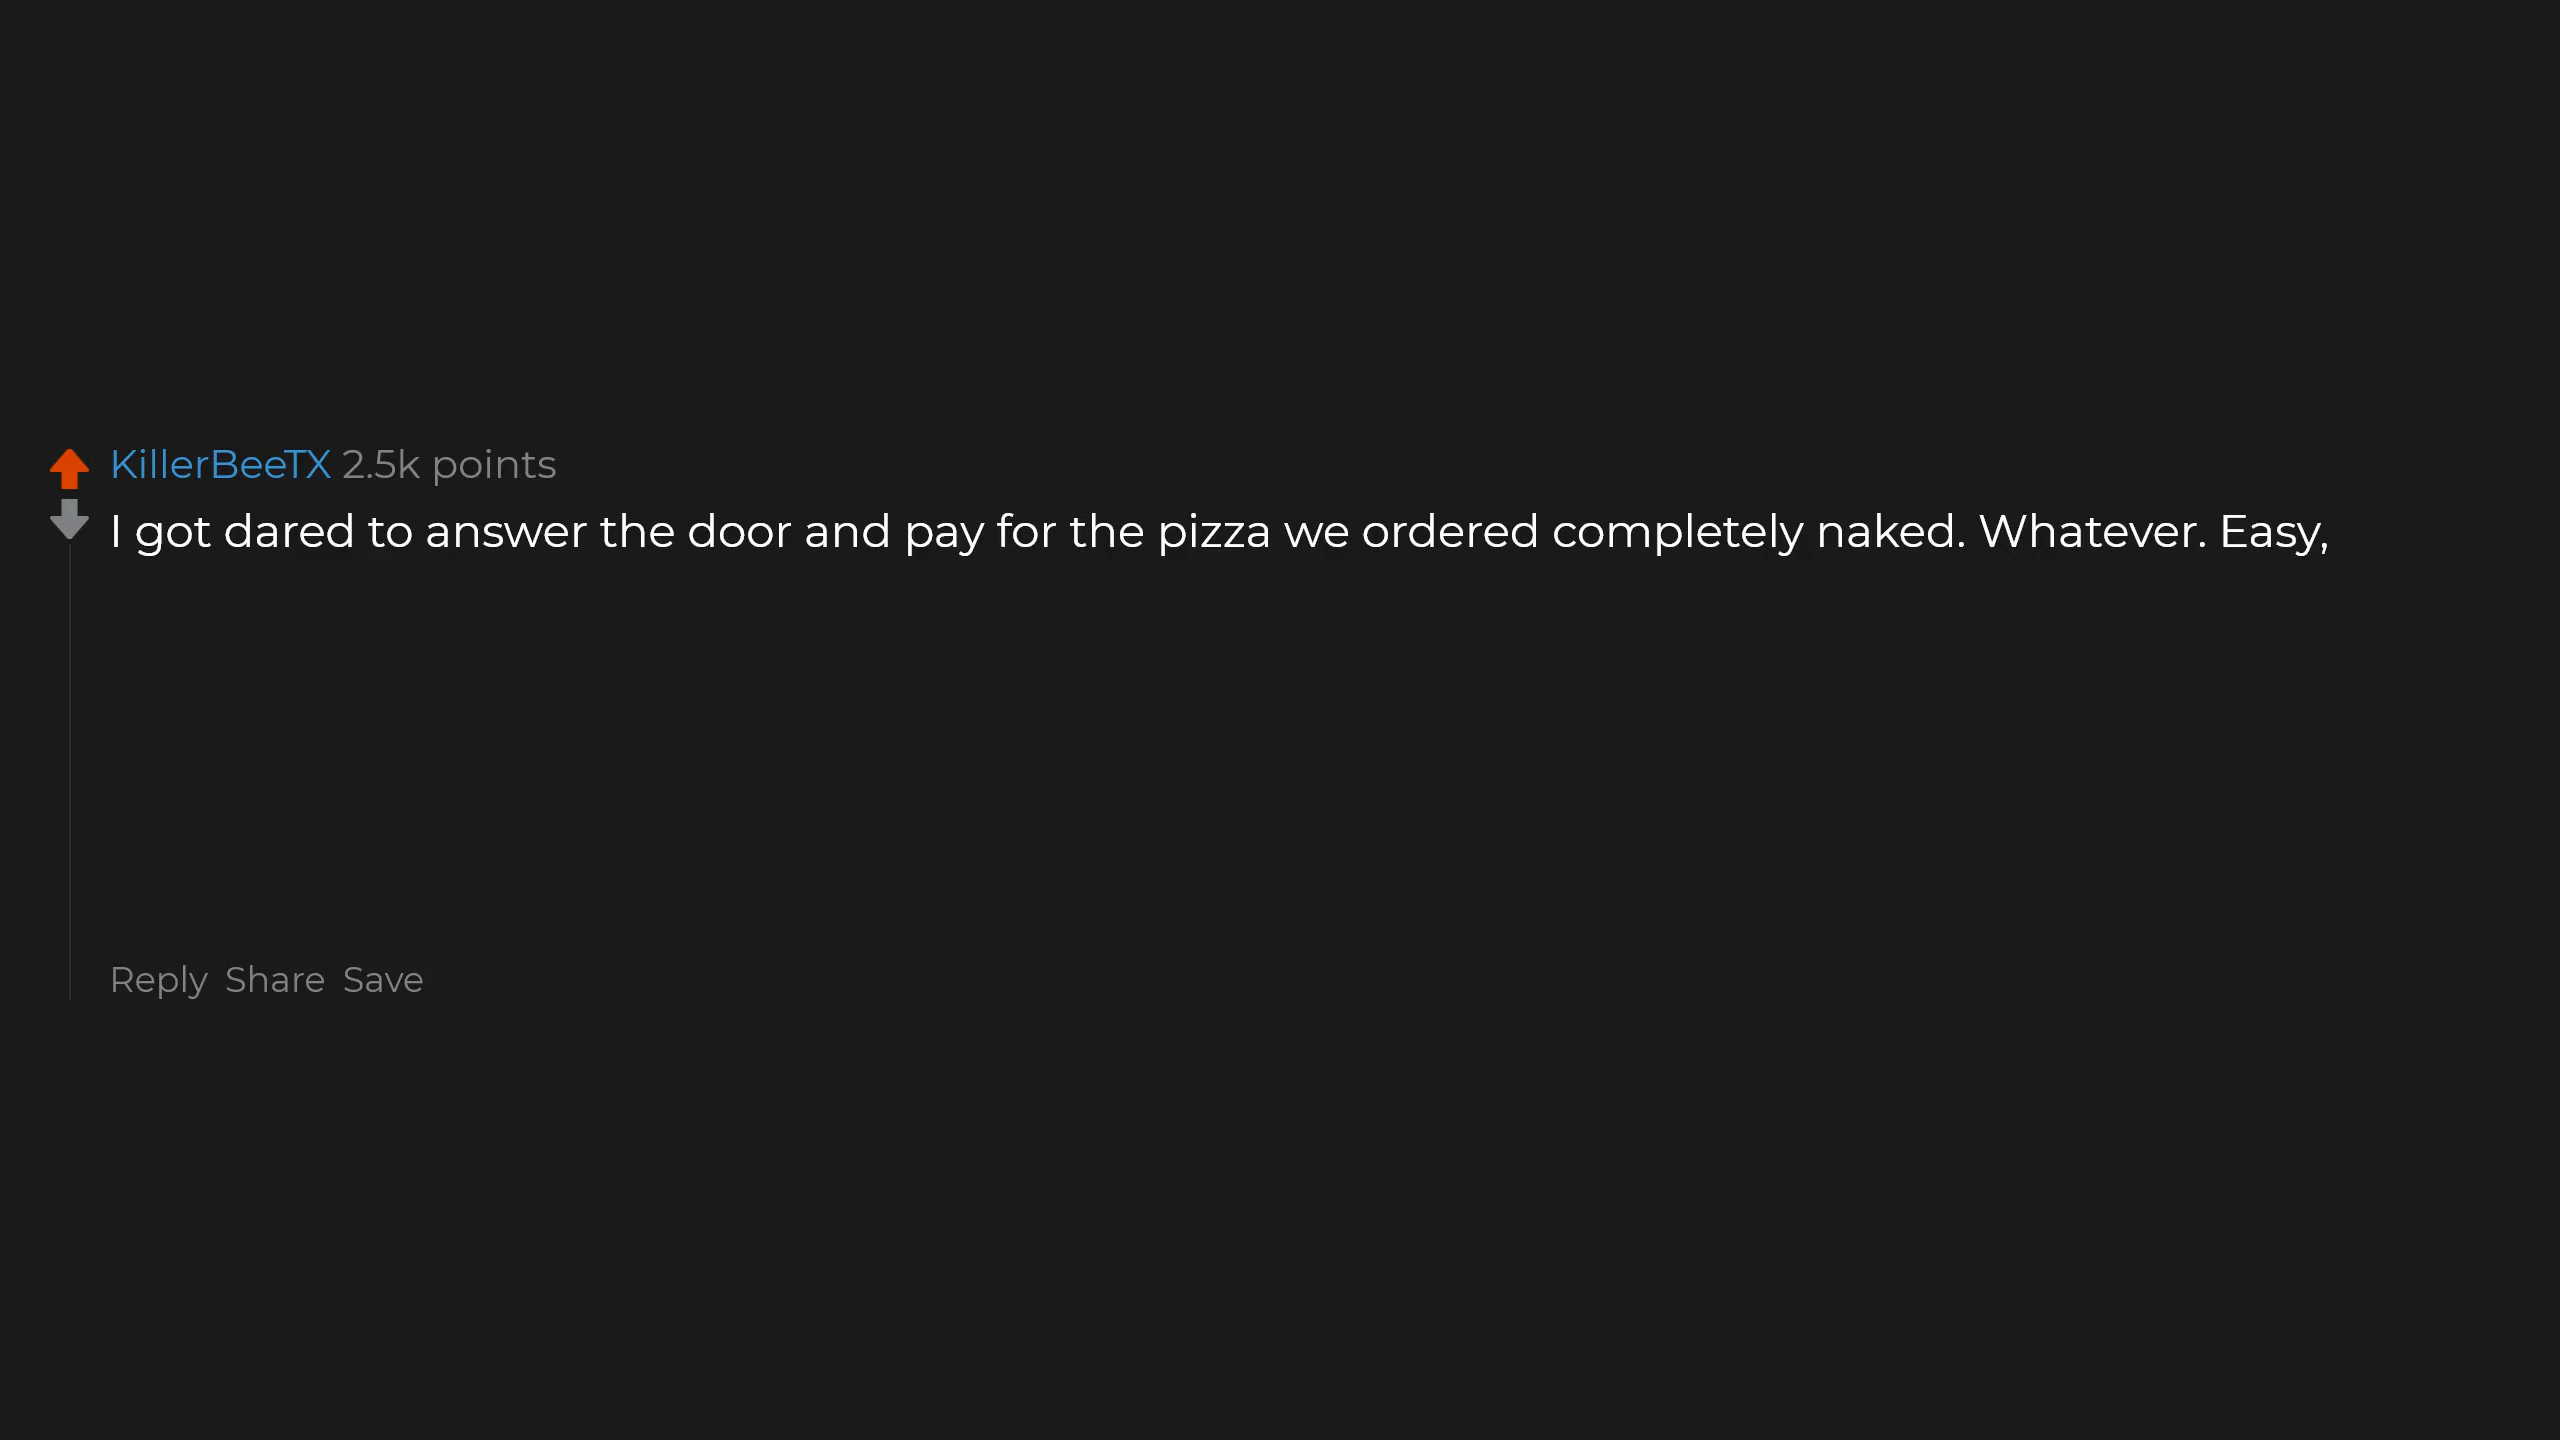 KillerBeeTX 2.5k points
I got dared to answer the door and pay for the pizza we ordered completely naked. Whatever. Easy,
Reply Share Save